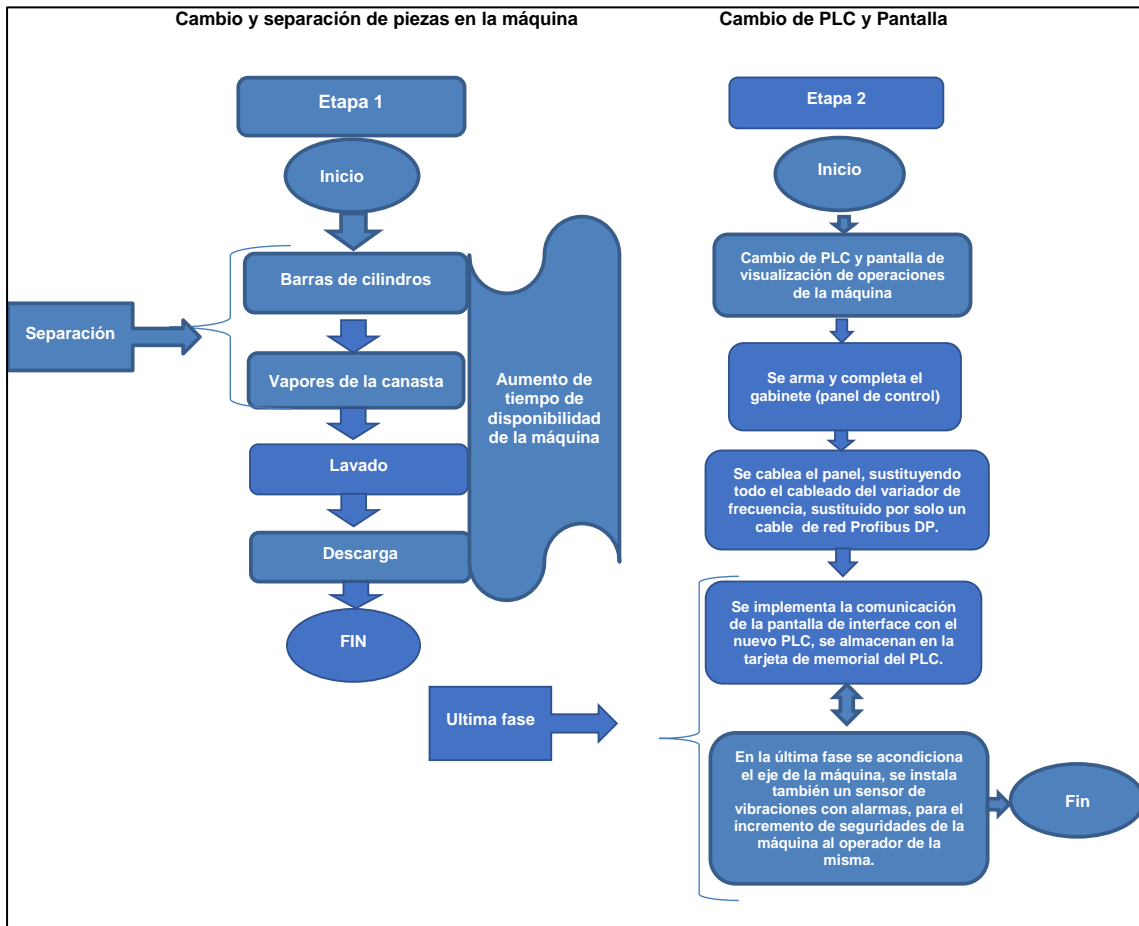 Cambio y separación de piezas en la máquina
Etapa 1
Inicio
Separación
Barras de cilindros
Vapores de la canasta
Lavado
Descarga
FIN
Aumento de
tiempo de
disponibilidad
de la máquina
Cambio de PLC y Pantalla
Etapa 2
Inicio
Cambio de PLC y pantalla de
visualización de operaciones
de la máquina
Se arma y completa el
gabinete (panel de control)
Se cablea el panel, sustituyendo
todo el cableado del variador de
frecuencia, sustituido por solo un
cable de red Profibus DP.
Se implementa la comunicación
de la pantalla de interface con el
nuevo PLC, se almacenan en la
tarjeta de memorial del PLC.
Ultima fase
En la última fase se acondiciona
el eje de la máquina, se instala
también un sensor de
vibraciones con alarmas, para el
incremento de seguridades de la
máquina al operador de la
misma.
Fin